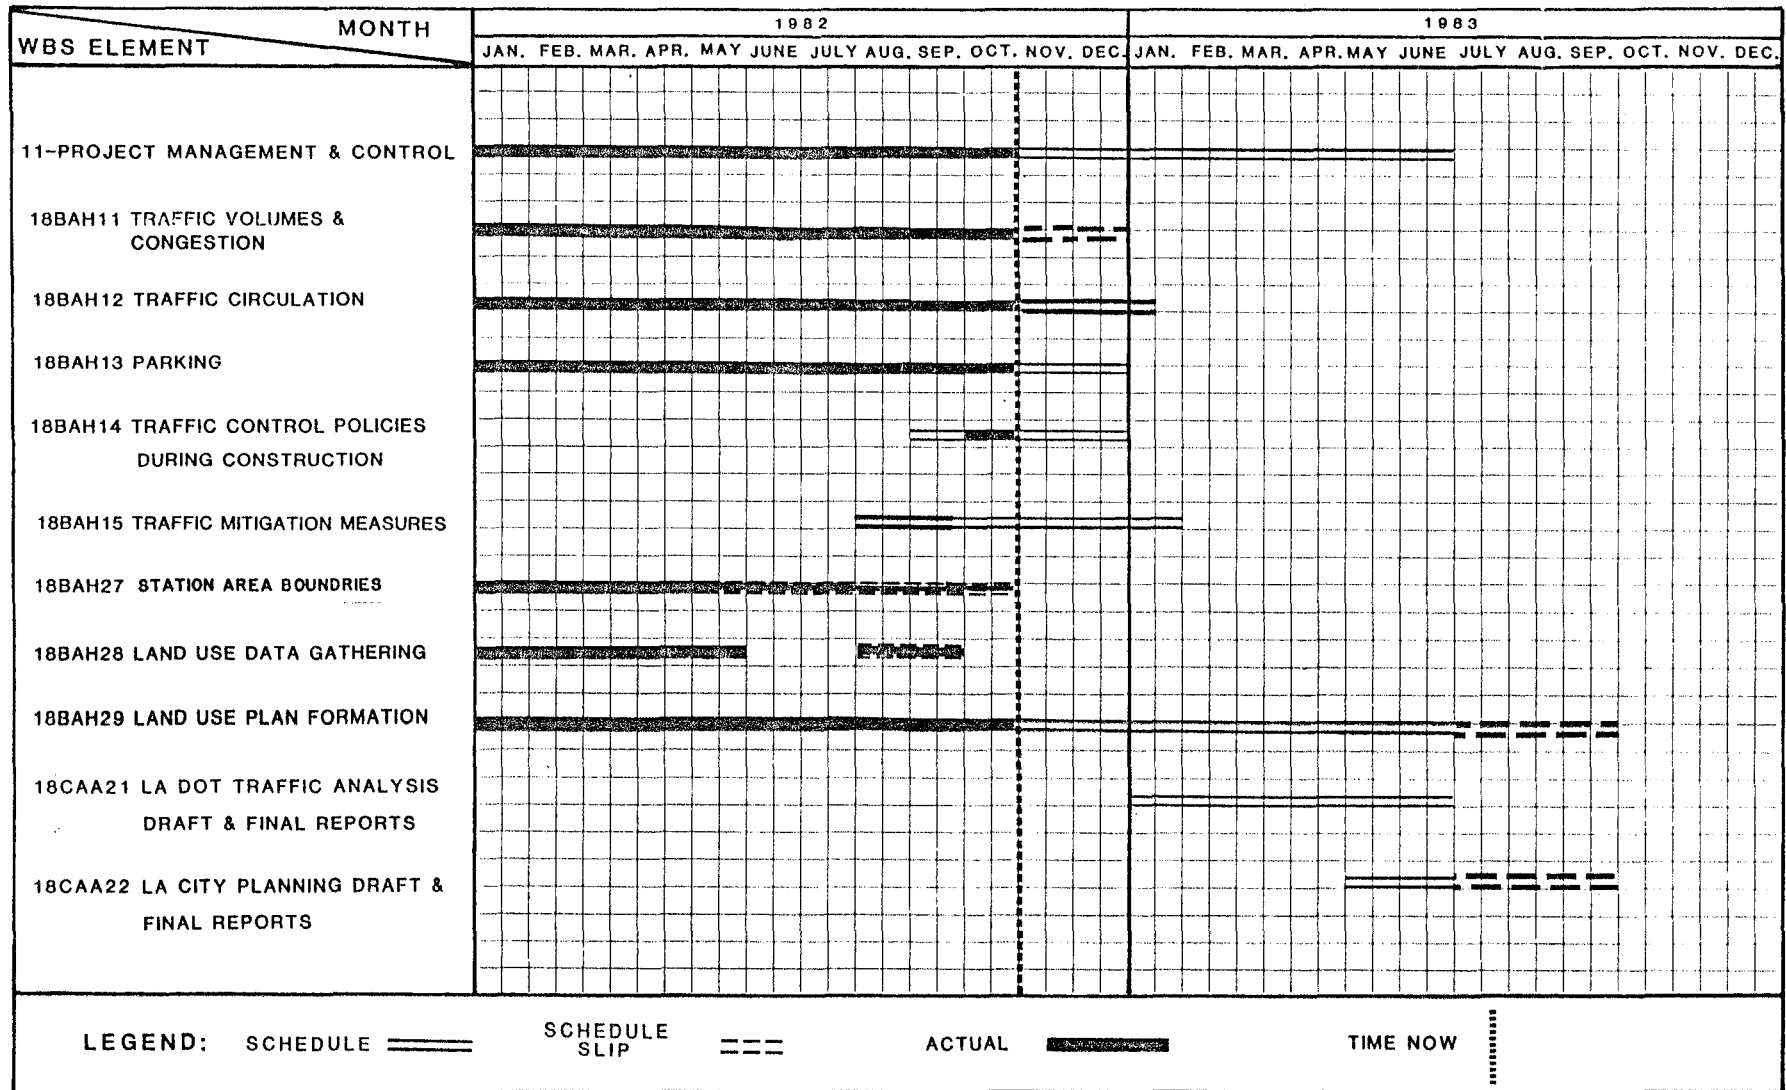 MONTH
WBS ELEMENT
1982
1983
JAN. FEB. MAR. APR. MAY JUNE JULY AUG. SEP. OCT. NOV. DEC. JAN. FEB. MAR. APR. MAY JUNE JULY AUG. SEP. OCT. NOV. DEC.
11-PROJECT MANAGEMENT & CONTROL
18BAH11 TRAFFIC VOLUMES &
CONGESTION
18BAH12 TRAFFIC CIRCULATION
18BAH13 PARKING
18BAH14 TRAFFIC CONTROL POLICIES
DURING CONSTRUCTION
18BAH15 TRAFFIC MITIGATION MEASURES
18BAH27 STATION AREA BOUNDRIES
18BAH28 LAND USE DATA GATHERING
18BAH29 LAND USE PLAN FORMATION
18CAA21 LA DOT TRAFFIC ANALYSIS
DRAFT & FINAL REPORTS
18CAA22 LA CITY PLANNING DRAFT &
FINAL REPORTS
LEGEND: SCHEDULE
SCHEDULE
SLIP
ACTUAL
TIME NOW